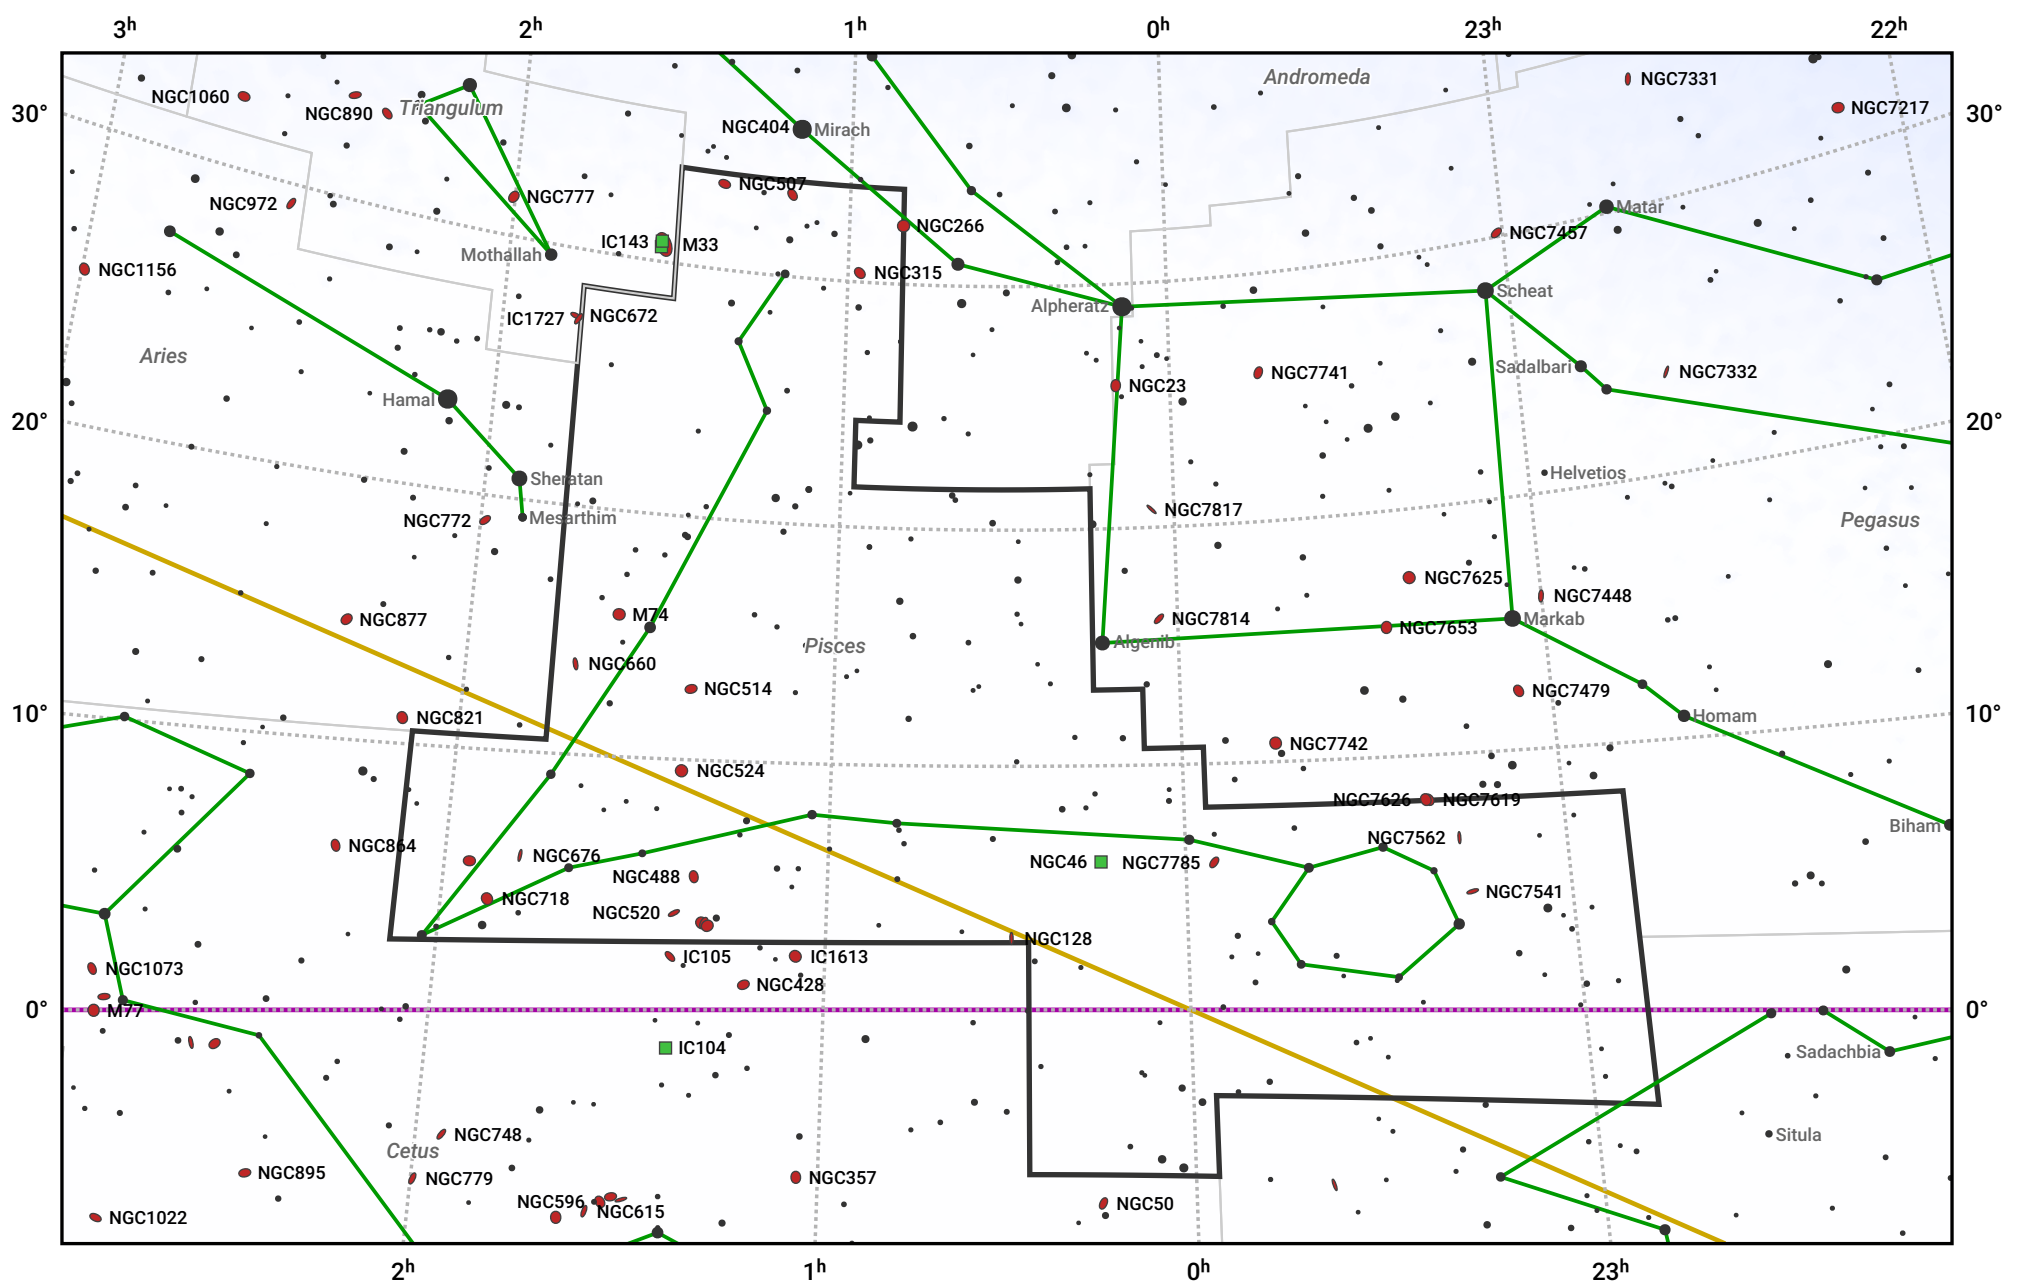 3h 2h 1h 0h 23h 22h
Andromeda
NGC7331
NGC1060
NGC890
Triangulum
NGC7217
30°
30°
NGC404
Mirach
NGC507
NGC777
NGC972
Matar
NGC266
NGC7457
IC143
M33
Mothallah
NGC1156
NGC315
Scheat
Alpheratz
IC1727
NGC672
Aries
Sadalbari
NGC7332
NGC7741
NGC23
Hamal
20°
20°
Helvetios
Sheratan
NGC7817
Mesarthim
NGC772
Pegasus
NGC7625
NGC7448
M74
NGC7814
NGC877
Markab
NGC7653
Algenib
Pisces
NGC660
NGC514
NGC7479
10°
NGC821
Homam
10°
NGC7742
NGC524
NGC7626
NGC7619
Biham
NGC7562
NGC864
NGC676
NGC46
NGC7785
NGC488
NGC7541
NGC718
NGC520
NGC128
IC105
IC1613
NGC1073
NGC428
0°
M77
0°
IC104
Sadachbia
NGC748
Situla
Cetus
NGC895
NGC779
NGC357
NGC596
NGC615
NGC50
NGC1022
2h 1h 0h 23h